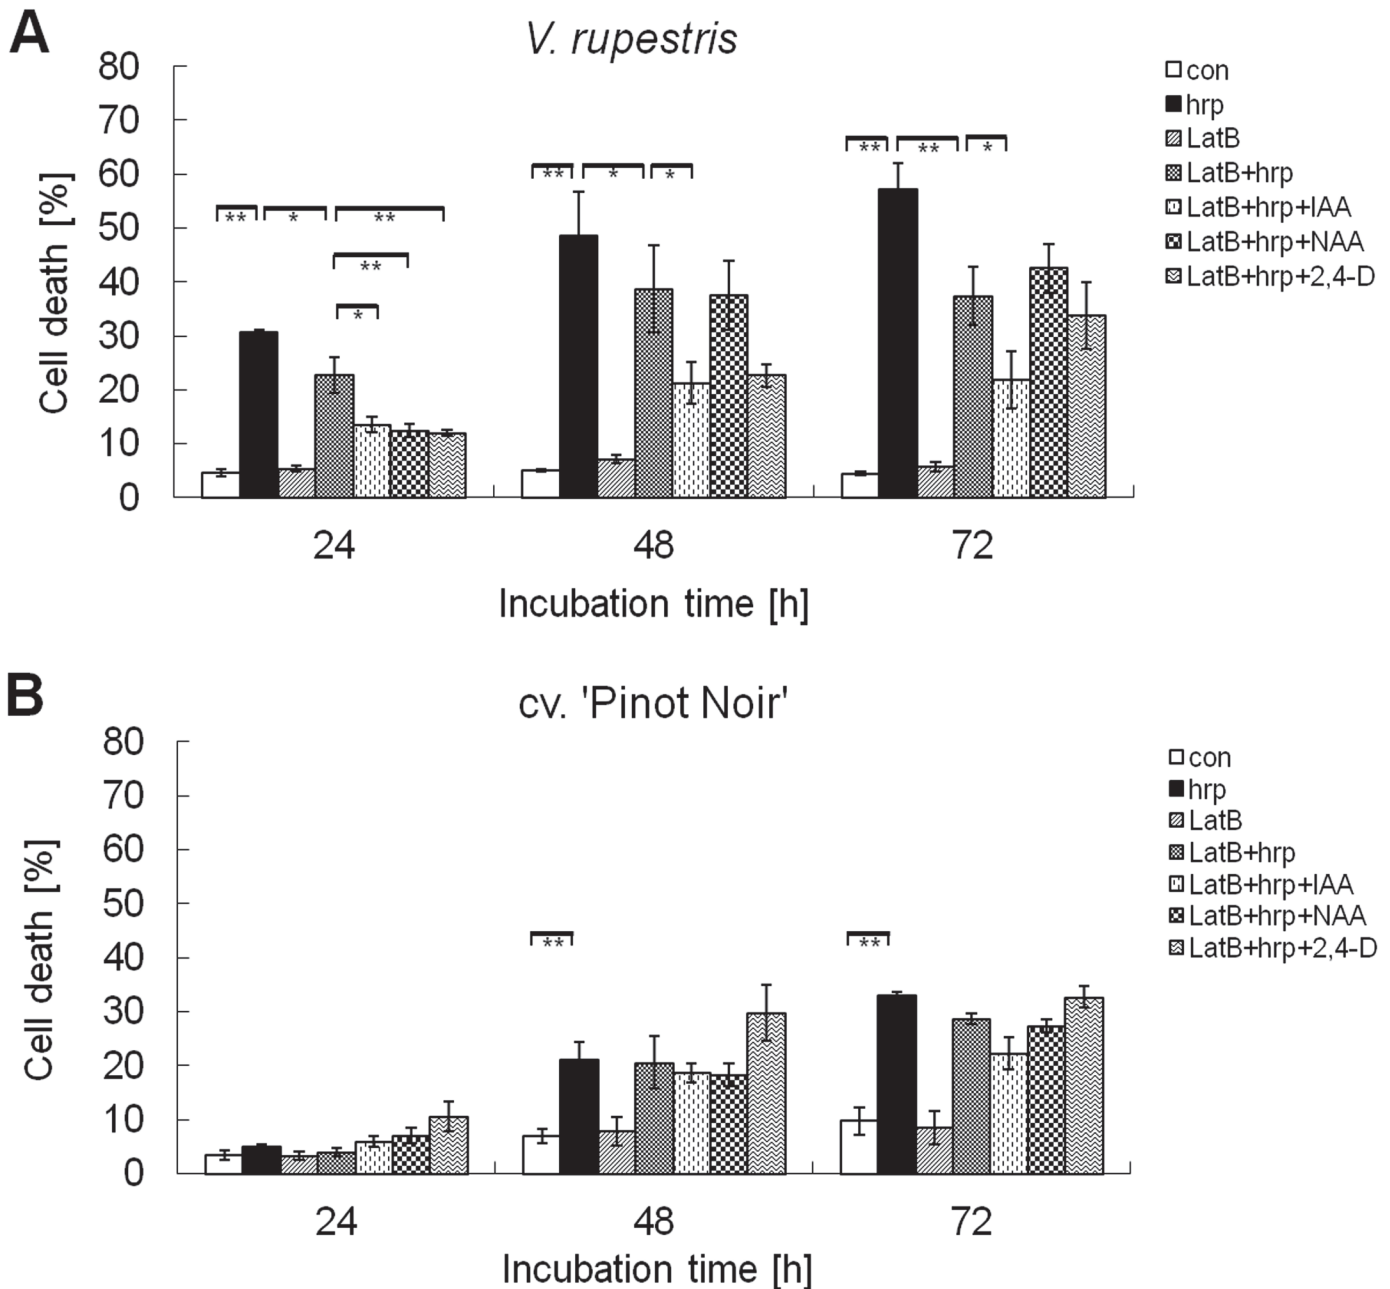 A
V. rupestris
80
70
60
50
40
30
20
10
0
Cell death [%]
** * **
**
*
** * *
** ** *
24 48 72
Incubation time [h]
con
hrp
LatB
LatB+hrp
LatB+hrp+IAA
LatB+hrp+NAA
LatB+hrp+2,4-D
B
cv. 'Pinot Noir'
80
70
60
50
40
30
20
10
0
Cell death [%]
** **
24 48 72
Incubation time [h]
con
hrp
LatB
LatB+hrp
LatB+hrp+IAA
LatB+hrp+NAA
LatB+hrp+2,4-D